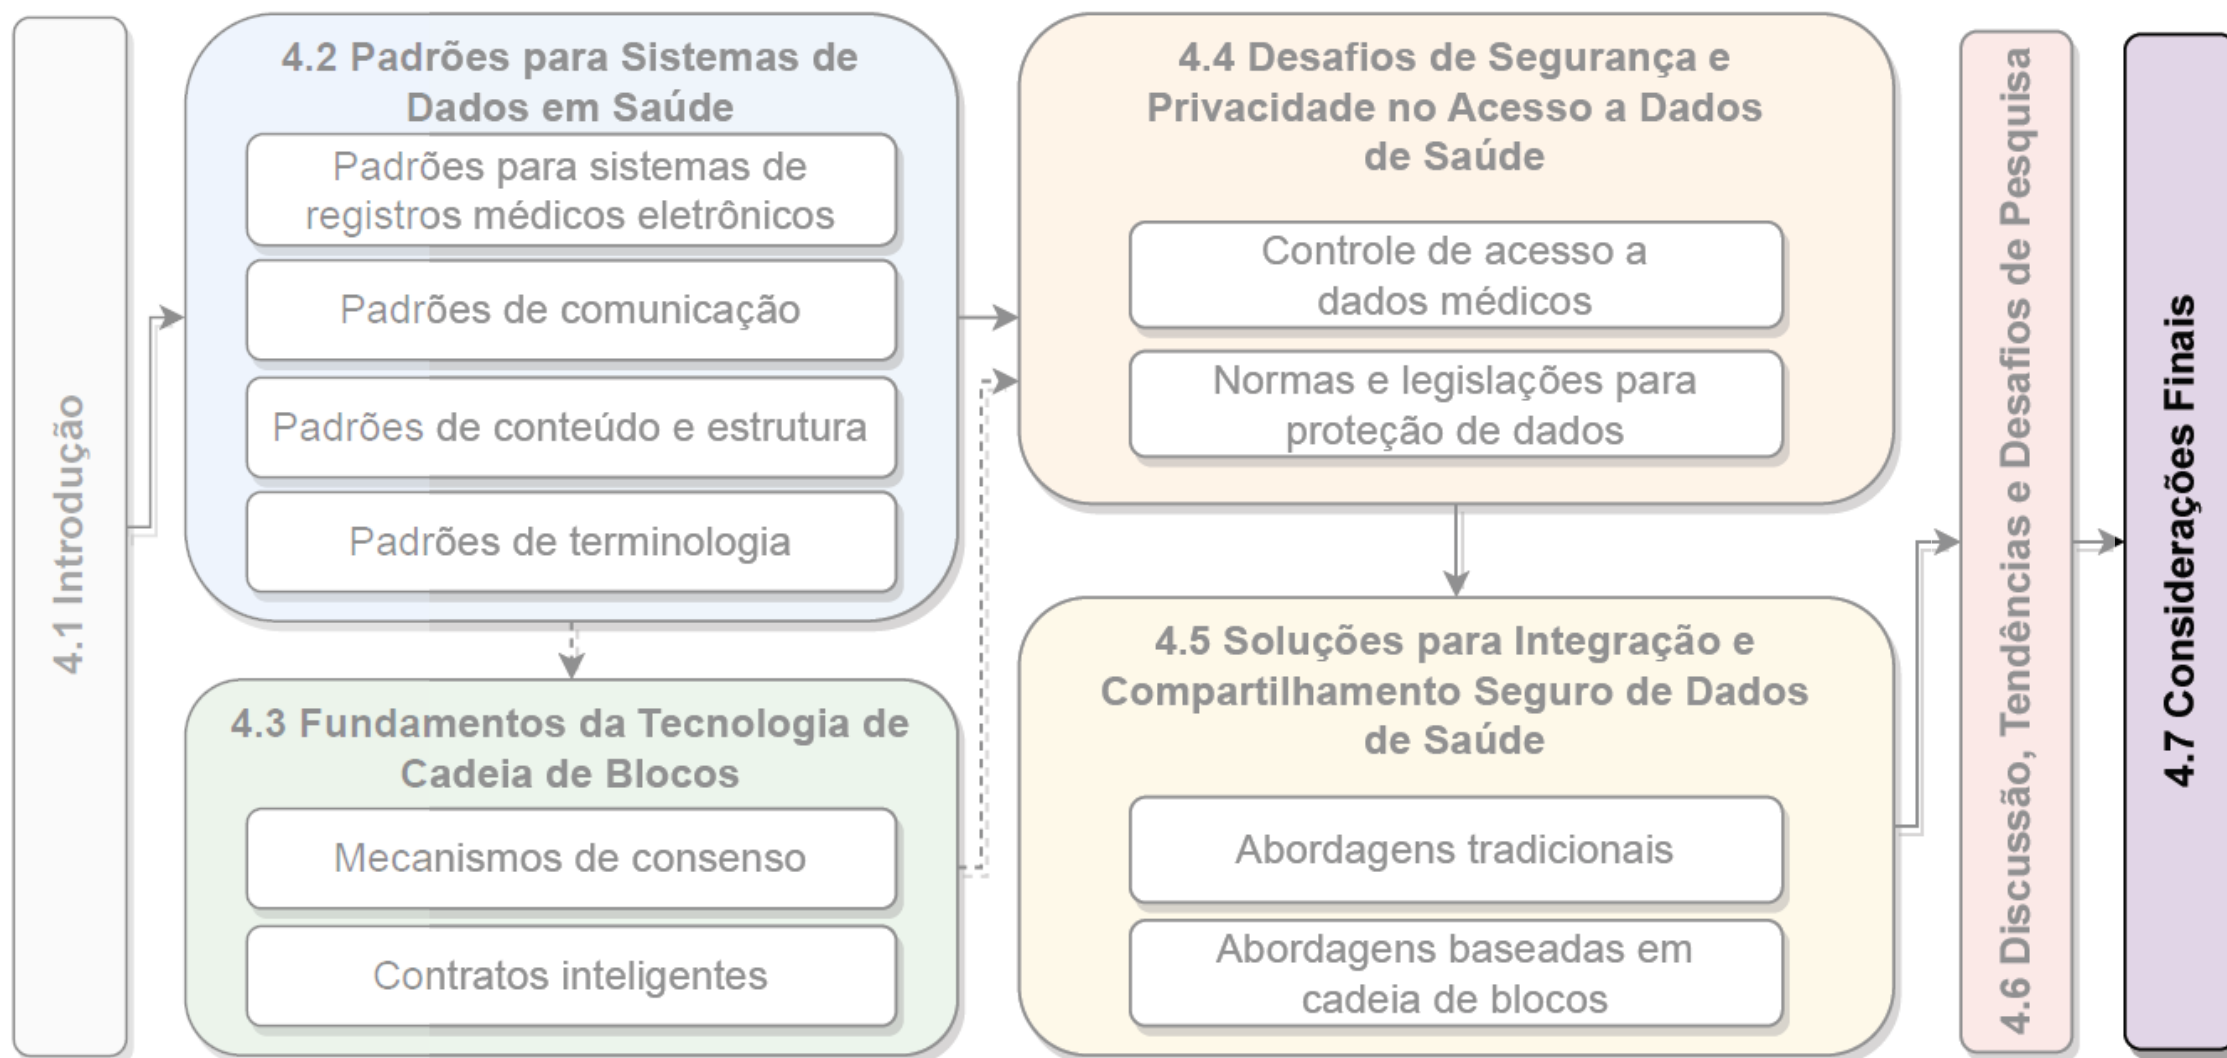 4.1 Introdução
4.2 Padrões para Sistemas de
Dados em Saúde
Padrões para sistemas de
registros médicos eletrônicos
Padrões de comunicação
Padrões de conteúdo e estrutura
Padrões de terminologia
4.3 Fundamentos da Tecnologia de
Cadeia de Blocos
Mecanismos de consenso
Contratos inteligentes
4.4 Desafios de Segurança e
Privacidade no Acesso a Dados
de Saúde
Controle de acesso a
dados médicos
Normas e legislações para
proteção de dados
4.5 Soluções para Integração e
Compartilhamento Seguro de Dados
de Saúde
Abordagens tradicionais
Abordagens baseadas em
cadeia de blocos
4.6 Discussão, Tendências e Desafios de Pesquisa
4.7 Considerações Finais